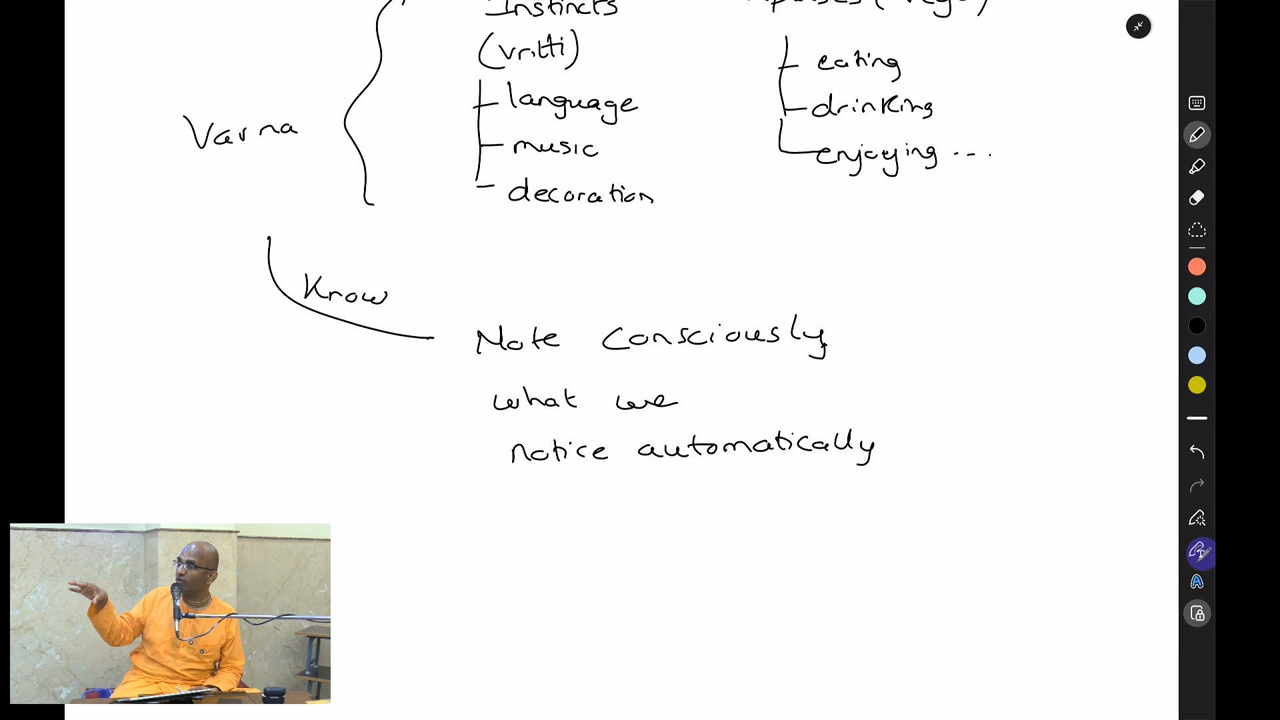 Instincts
(vritti)
language
music
decoration
eating
drinking
enjoying ...
Varna
Know
Note consciously
what we
notice automatically